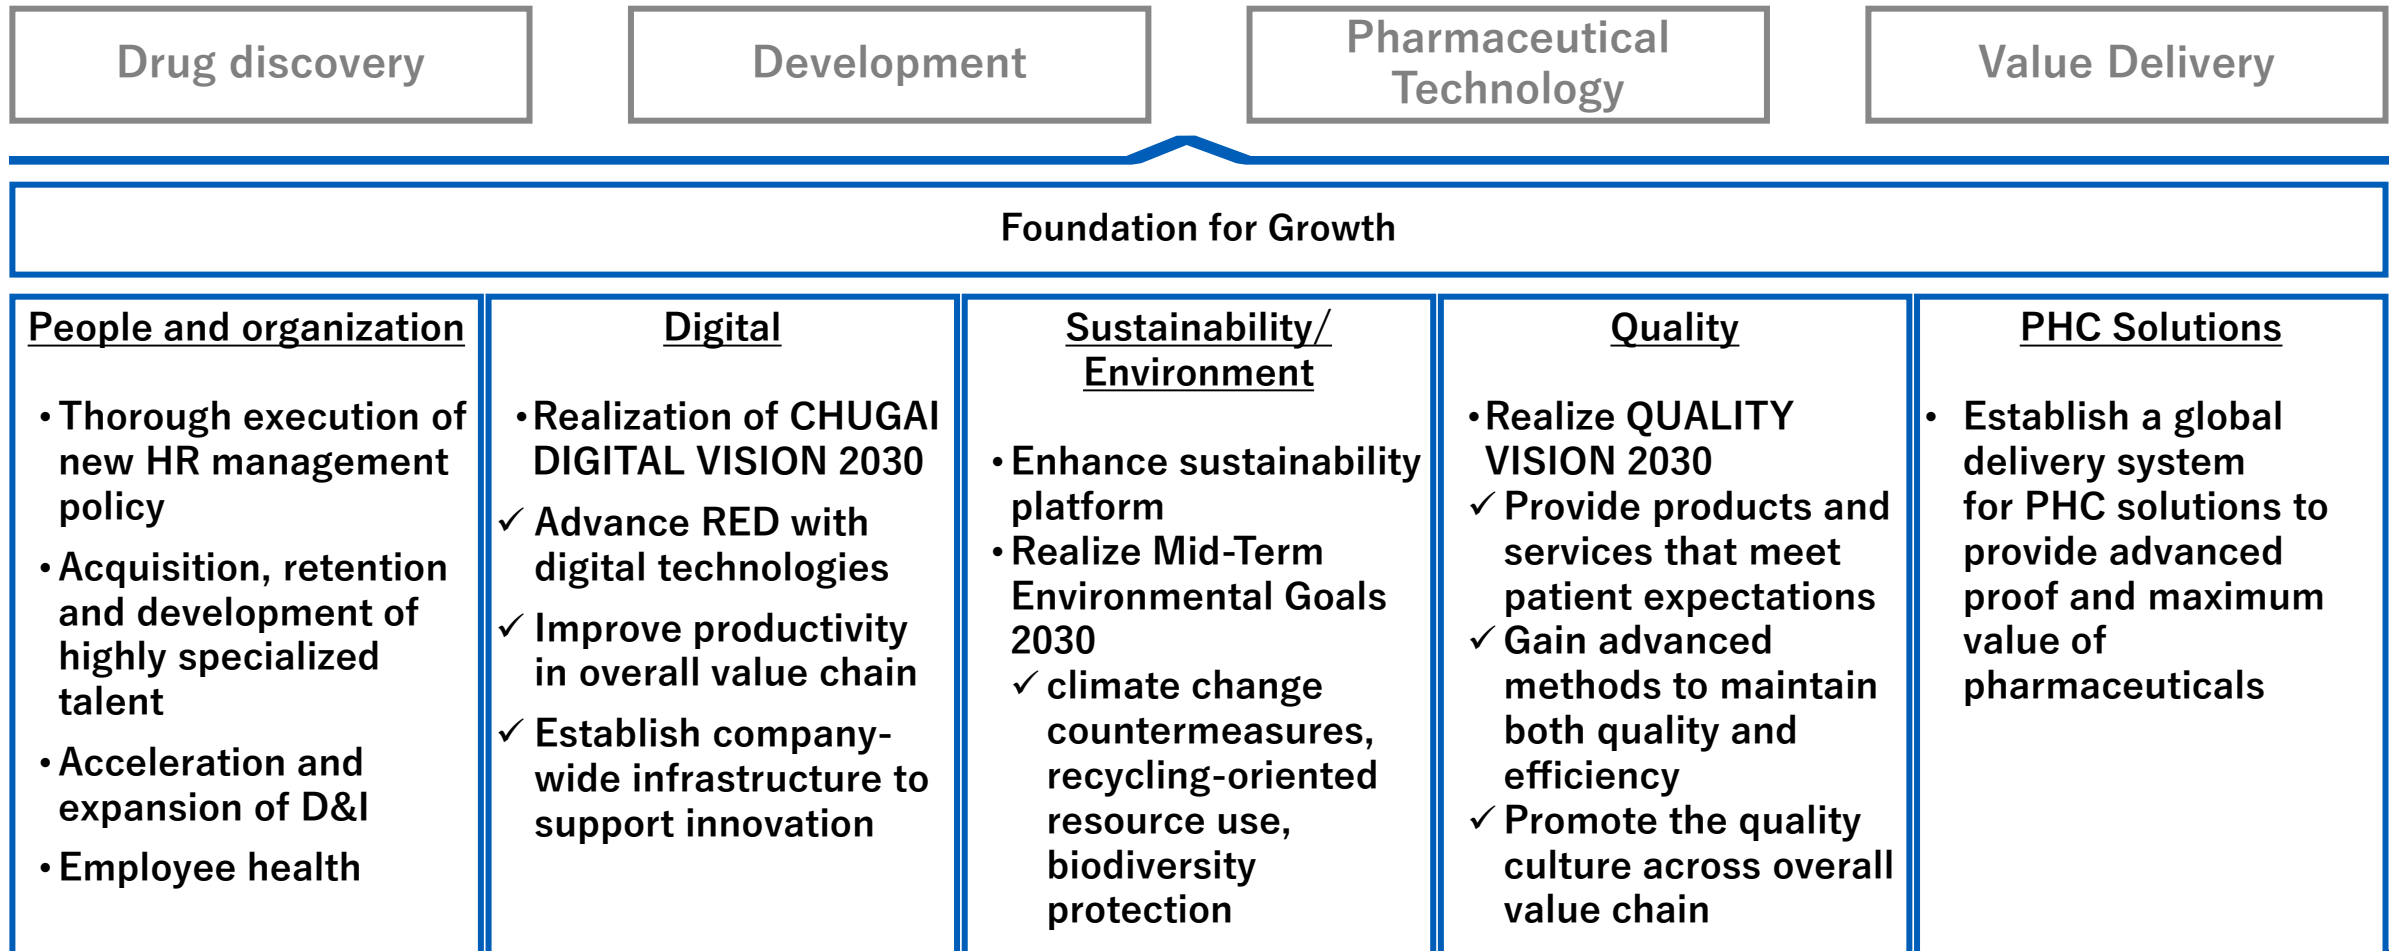 Drug discovery
Development
Pharmaceutical
Technology
Value Delivery
Foundation for Growth
People and organization
• Thorough execution of
new HR management
policy
• Acquisition, retention
and development of
highly specialized
talent
• Acceleration and
expansion of D&I
• Employee health
Digital
• Realization of CHUGAI
DIGITAL VISION 2030
✓ Advance RED with
digital technologies
✓ Improve productivity
in overall value chain
✓ Establish company-
wide infrastructure to
support innovation
Sustainability/
Environment
• Enhance sustainability
platform
• Realize Mid-Term
Environmental Goals
2030
✓ climate change
countermeasures,
recycling-oriented
resource use,
biodiversity
protection
Quality
• Realize QUALITY
VISION 2030
✓ Provide products and
services that meet
patient expectations
✓ Gain advanced
methods to maintain
both quality and
efficiency
✓ Promote the quality
culture across overall
value chain
PHC Solutions
• Establish a global
delivery system
for PHC solutions to
provide advanced
proof and maximum
value of
pharmaceuticals